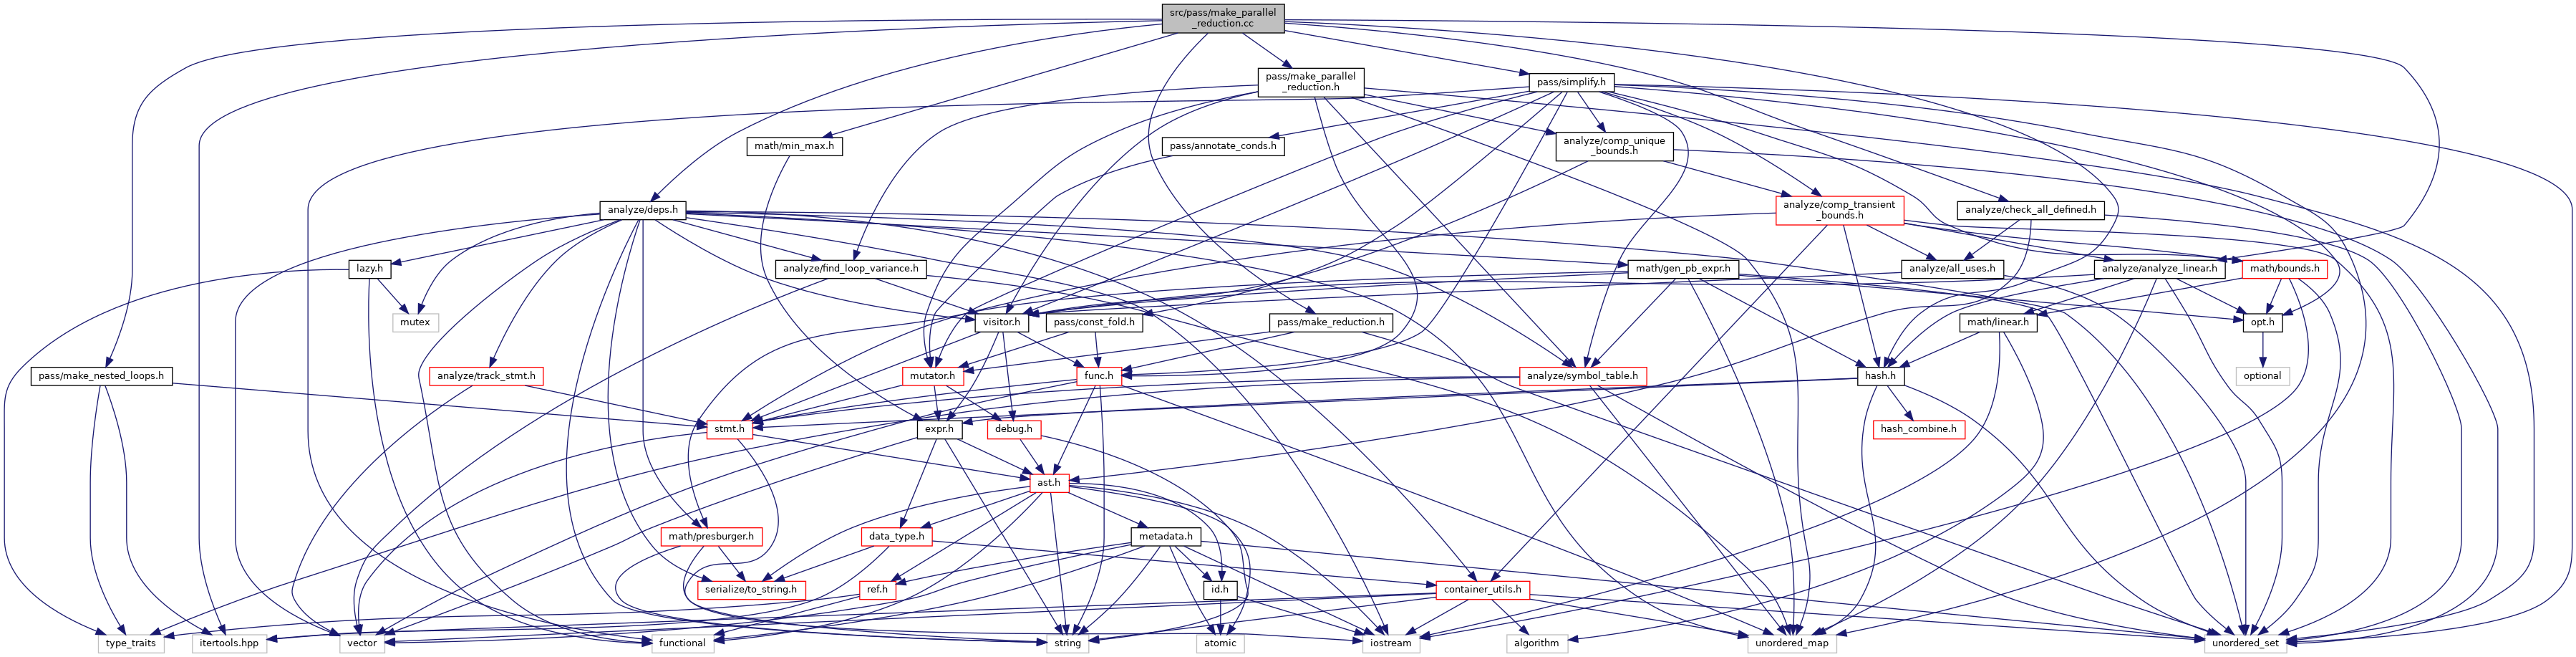 src/pass/make_parallel
_reduction.cc
pass/make_parallel
_reduction.h
pass/simplify.h
math/min_max.h
pass/annotate_conds.h
analyze/comp_unique
_bounds.h
analyze/deps.h
analyze/comp_transient
_bounds.h
analyze/check_all_defined.h
lazy.h
analyze/find_loop_variance.h
math/gen_pb_expr.h
analyze/all_uses.h
analyze/analyze_linear.h
math/bounds.h
mutex
visitor.h
pass/const_fold.h
pass/make_reduction.h
math/linear.h
opt.h
pass/make_nested_loops.h
analyze/track_stmt.h
mutator.h
func.h
analyze/symbol_table.h
hash.h
optional
stmt.h
expr.h
debug.h
hash_combine.h
ast.h
math/presburger.h
data_type.h
metadata.h
serialize/to_string.h
ref.h
id.h
container_utils.h
type_traits
itertools.hpp
vector
functional
string
atomic
iostream
algorithm
unordered_map
unordered_set